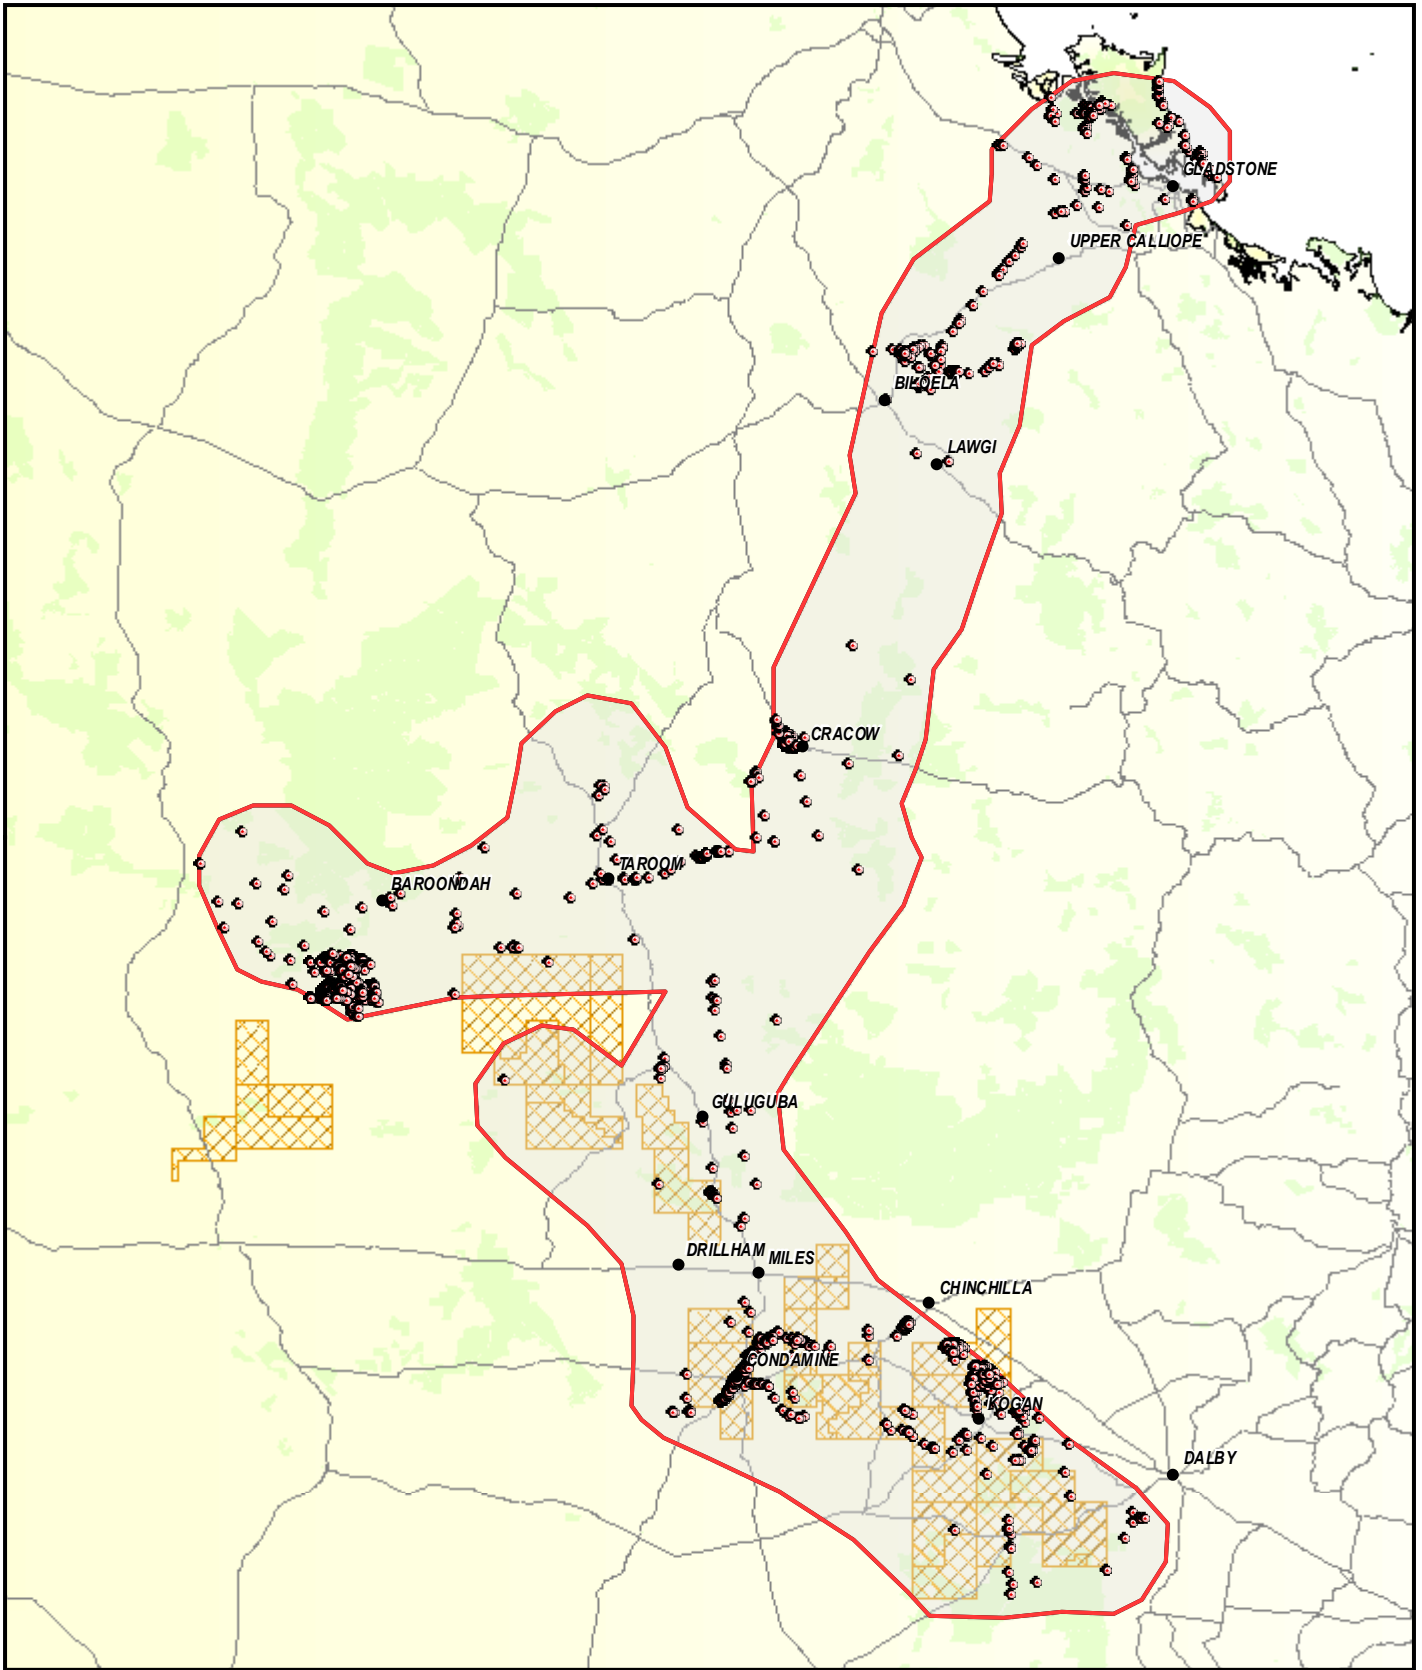 GLADSTONE
UPPER CALLIOPE
BILOELA
LAWGI
CRACOW
TAROOM
BAROONDAH
GULUGUBA
DRILLHAM
MILES
CHINCHILLA
CONDAMINE
KOGAN
DALBY